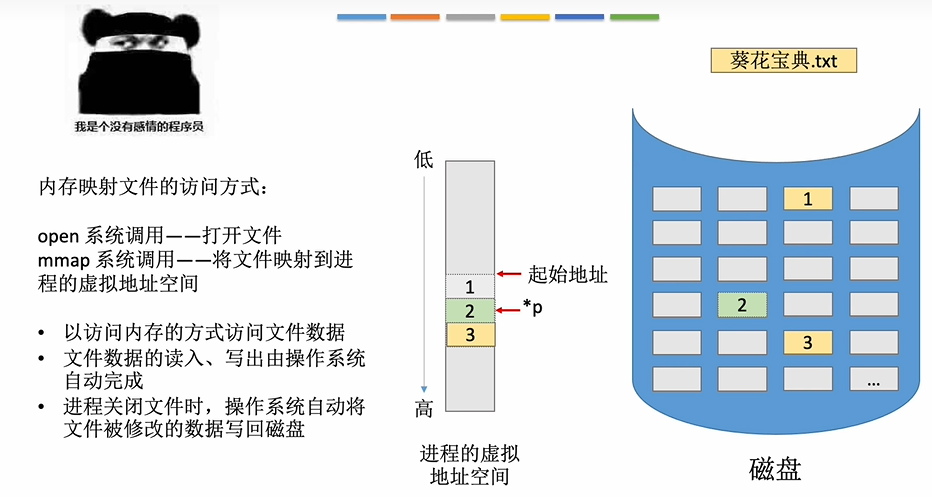 我是个没有感情的程序员
葵花宝典.txt
内存映射文件的访问方式：
open 系统调用——打开文件
mmap 系统调用——将文件映射到进
程的虚拟地址空间
• 以访问内存的方式访问文件数据
• 文件数据的读入、写出由操作系统
自动完成
• 进程关闭文件时，操作系统自动将
文件被修改的数据写回磁盘
低
起始地址
1
2
*p
3
高
进程的虚拟
地址空间
1
2
3
...
磁盘